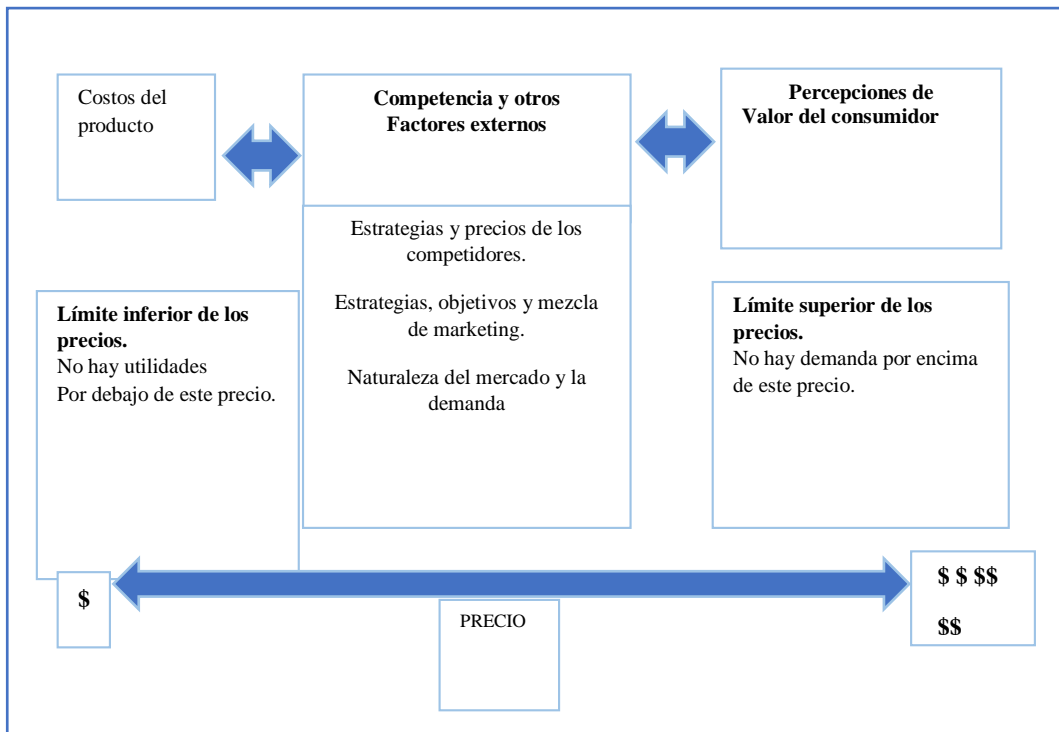 Costos del
producto
Competencia y otros
Factores externos
Percepciones de
Valor del consumidor
Estrategias y precios de los
competidores.
Estrategias, objetivos y mezcla
de marketing.
Naturaleza del mercado y la
demanda
Límite inferior de los
precios.
No hay utilidades
Por debajo de este precio.
Límite superior de los
precios.
No hay demanda por encima
de este precio.
$
PRECIO
$ $ $$
$$